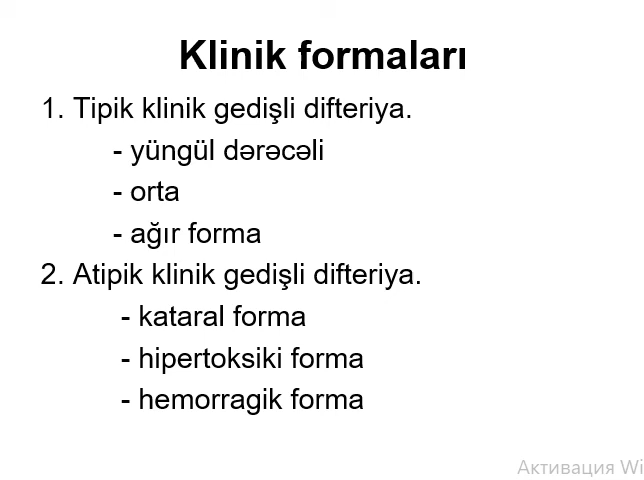 Klinik formaları
1. Tipik klinik gedişli difteriya.
- yüngül dərəcəli
- orta
- ağır forma
2. Atipik klinik gedişli difteriya.
- kataral forma
- hipertoksiki forma
- hemorragik forma
Активация Wi